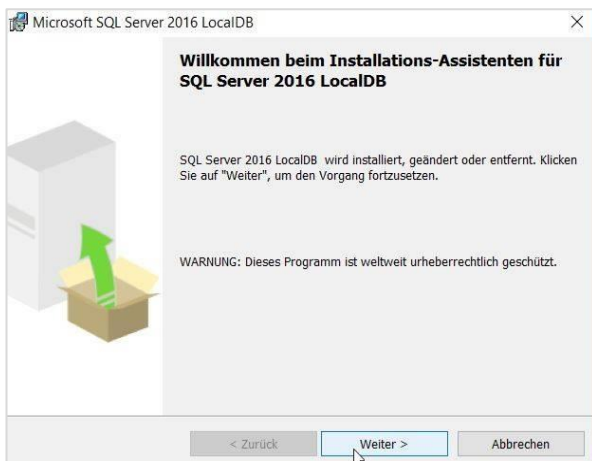 Microsoft SQL Server 2016 LocalDB
Willkommen beim Installations-Assistenten für
SQL Server 2016 LocalDB
SQL Server 2016 LocalDB wird installiert, geändert oder entfernt. Klicken
Sie auf "Weiter", um den Vorgang fortzusetzen.
WARNUNG: Dieses Programm ist weltweit urheberrechtlich geschützt.
< Zurück
Weiter >
Abbrechen